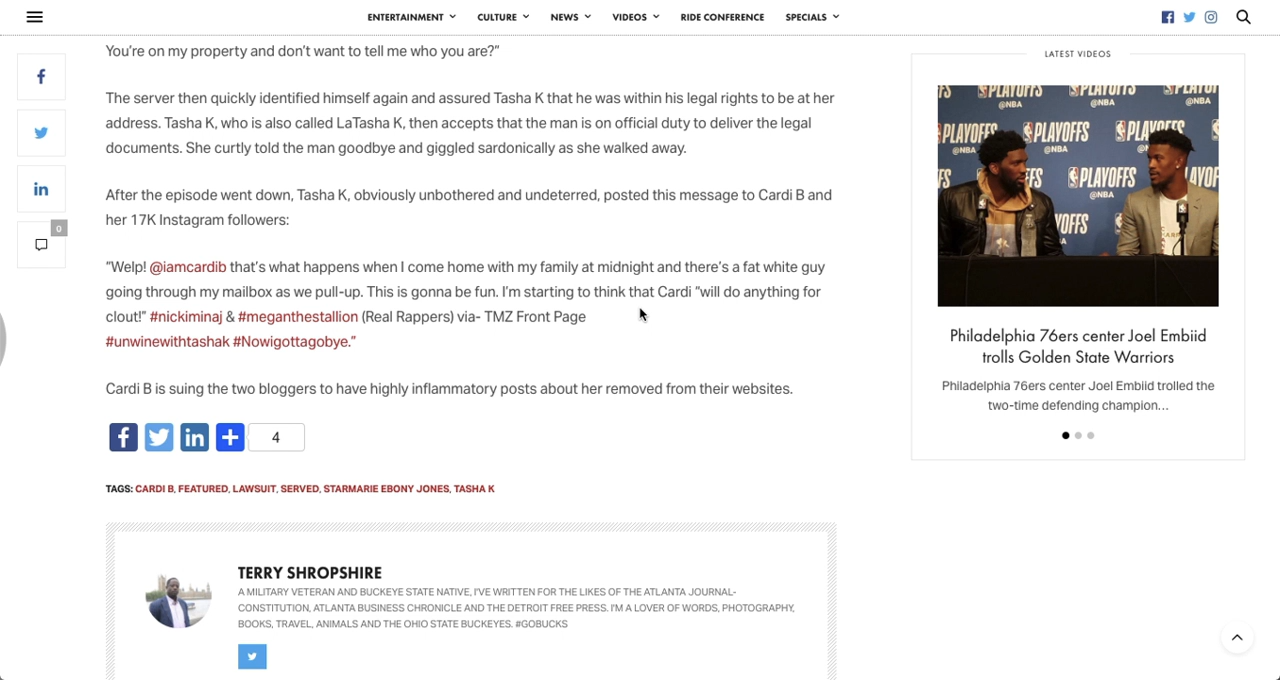 ENTERTAINMENT CULTURE NEWS VIDEOS RIDE CONFERENCE SPECIALS
You're on my property and don't want to tell me who you are?”
The server then quickly identified himself again and assured Tasha K that he was within his legal rights to be at her
address. Tasha K, who is also called LaTasha K, then accepts that the man is on official duty to deliver the legal
documents. She curtly told the man goodbye and giggled sardonically as she walked away.
After the episode went down, Tasha K, obviously unbothered and undeterred, posted this message to Cardi B and
her 17K Instagram followers:
0
“Welp! @iamcardib that’s what happens when I come home with my family at midnight and there’s a fat white guy
going through my mailbox as we pull-up. This is gonna be fun. I’m starting to think that Cardi “will do anything for
clout!” #nickiminaj & #meganthestallion (Real Rappers) via- TMZ Front Page
#unwinewithtashak #Nowigottagobye.”
Cardi B is suing the two bloggers to have highly inflammatory posts about her removed from their websites.
4
TAGS: CARDI B, FEATURED, LAWSUIT, SERVED, STARMARIE EBONY JONES, TASHA K
TERRY SHROPSHIRE
A MILITARY VETERAN AND BUCKEYE STATE NATIVE, I'VE WRITTEN FOR THE LIKES OF THE ATLANTA JOURNAL-
CONSTITUTION, ATLANTA BUSINESS CHRONICLE AND THE DETROIT FREE PRESS. I'M A LOVER OF WORDS, PHOTOGRAPHY,
BOOKS, TRAVEL, ANIMALS AND THE OHIO STATE BUCKEYES. #GOBUCKS
LATEST VIDEOS
PLAYOFFS
@NBA
NBA PLAYOFFS
@NBA
Philadelphia 76ers center Joel Embiid
trolls Golden State Warriors
Philadelphia 76ers center Joel Embiid trolled the
two-time defending champion...